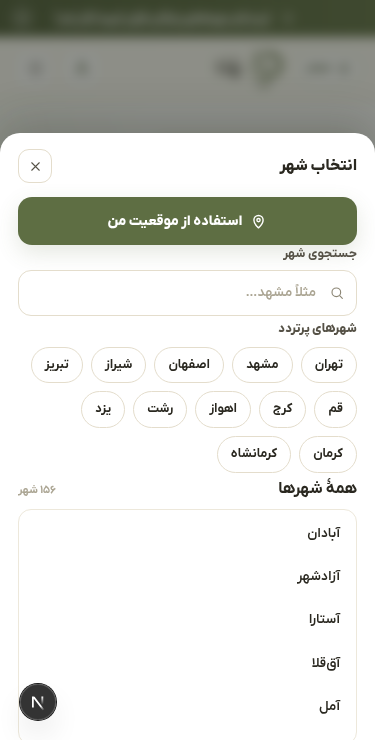 انتخاب شهر
استفاده از موقعیت من
جستجوی شهر
مثلاً مشهد...
شهرهای پرتردد
تهران مشهد اصفهان شیراز تبریز
قم کرج اهواز رشت یزد
کرمان کرمانشاه
همهٔ شهرها ۱۵۶ شهر
آبادان
آزادشهر
آستارا
آق‌قلا
آمل
N